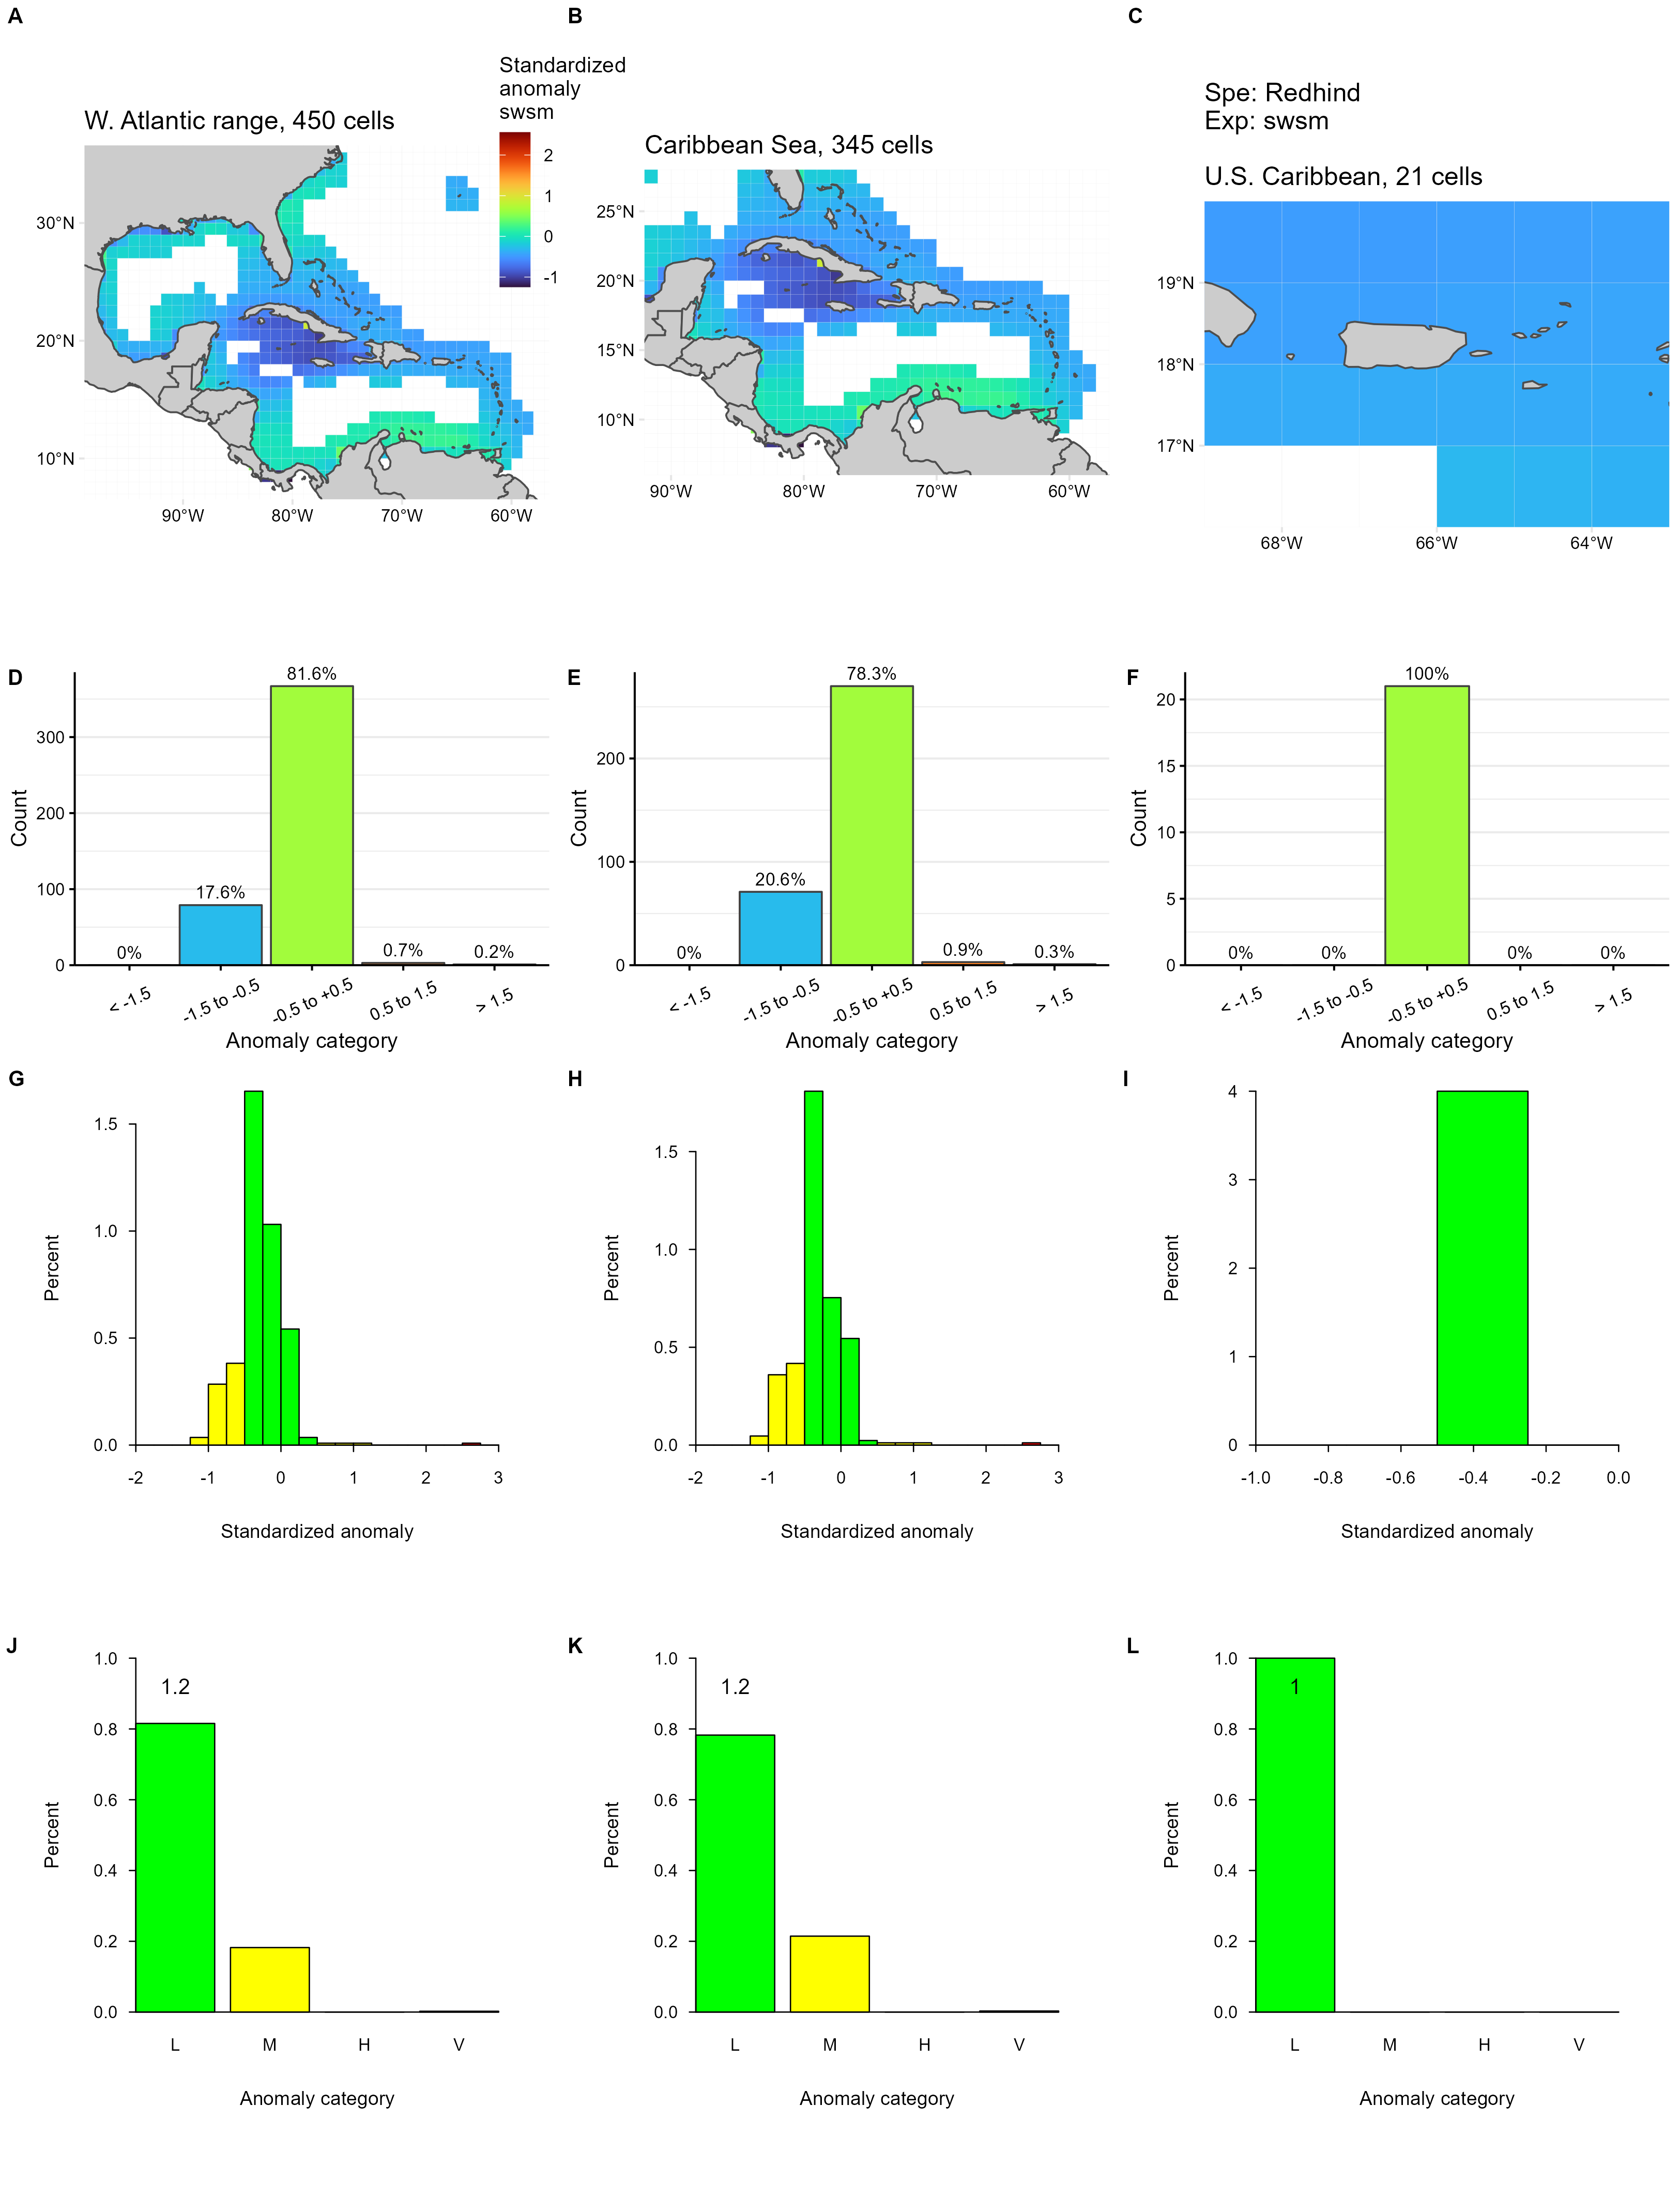 A
B
C
Standardized
anomaly
swsm
2
1
0
-1
W. Atlantic range, 450 cells
30°N
20°N
10°N
90°W
80°W
70°W
60°W
Caribbean Sea, 345 cells
25°N
20°N
15°N
10°N
90°W
80°W
70°W
60°W
Spe: Redhind
Exp: swsm
U.S. Caribbean, 21 cells
19°N
18°N
17°N
68°W
66°W
64°W
D
Count
300
200
100
0
0%
17.6%
81.6%
0.7%
0.2%
< -1.5
-1.5 to -0.5
-0.5 to +0.5
0.5 to 1.5
> 1.5
Anomaly category
E
Count
200
100
0
0%
20.6%
78.3%
0.9%
0.3%
< -1.5
-1.5 to -0.5
-0.5 to +0.5
0.5 to 1.5
> 1.5
Anomaly category
F
Count
20
15
10
5
0
0%
0%
100%
0%
0%
< -1.5
-1.5 to -0.5
-0.5 to +0.5
0.5 to 1.5
> 1.5
Anomaly category
G
Percent
1.5
1.0
0.5
0.0
-2
-1
0
1
2
3
Standardized anomaly
H
Percent
1.5
1.0
0.5
0.0
-2
-1
0
1
2
3
Standardized anomaly
I
Percent
4
3
2
1
0
-1.0
-0.8
-0.6
-0.4
-0.2
0.0
Standardized anomaly
J
Percent
1.0
0.8
0.6
0.4
0.2
0.0
1.2
L
M
H
V
Anomaly category
K
Percent
1.0
0.8
0.6
0.4
0.2
0.0
1.2
L
M
H
V
Anomaly category
L
Percent
1.0
0.8
0.6
0.4
0.2
0.0
1
L
M
H
V
Anomaly category